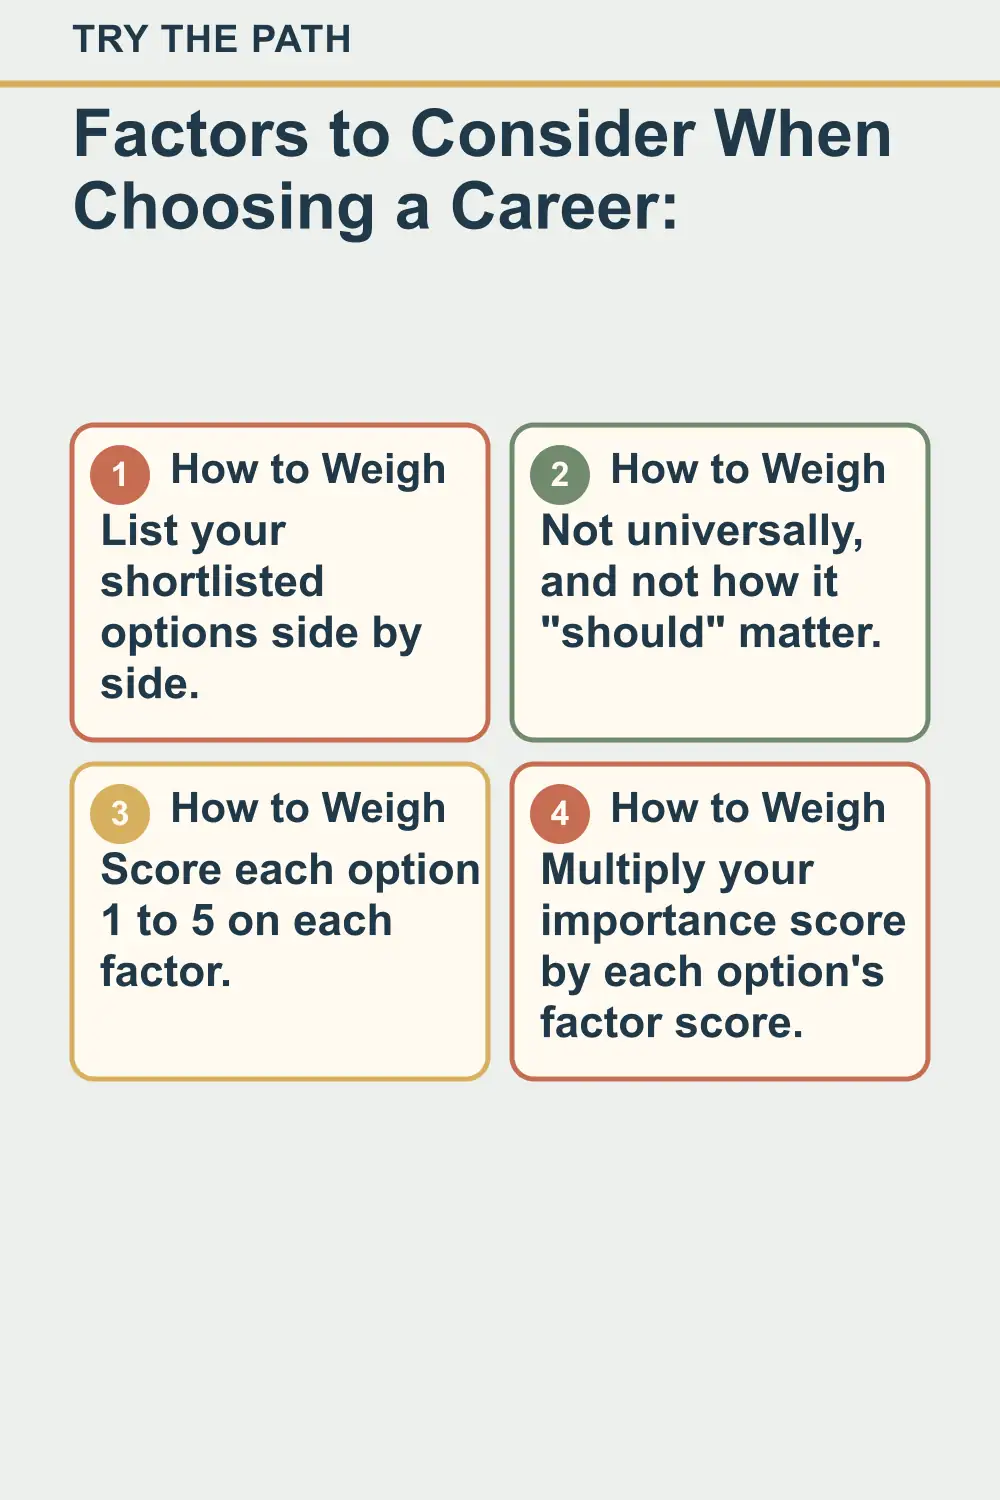 TRY THE PATH
Factors to Consider When
Choosing a Career:
1 How to Weigh
List your
shortlisted
options side by
side.
2 How to Weigh
Not universally,
and not how it
"should" matter.
3 How to Weigh
Score each option
1 to 5 on each
factor.
4 How to Weigh
Multiply your
importance score
by each option's
factor score.